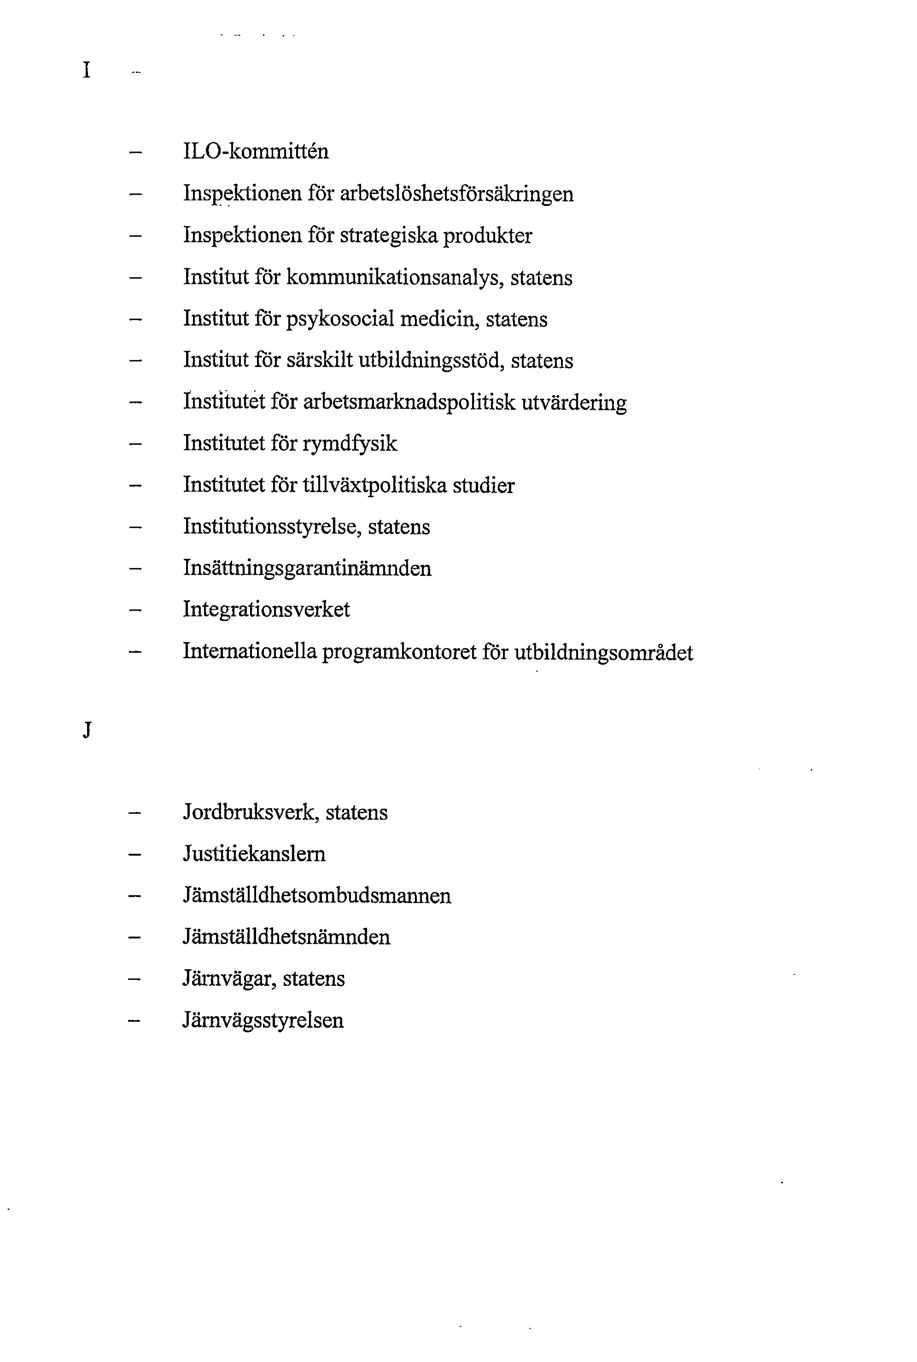 I
– ILO-kommittén
– Inspektionen för arbetslöshetsförsäkringen
– Inspektionen för strategiska produkter
– Institut för kommunikationsanalys, statens
– Institut för psykosocial medicin, statens
– Institut för särskilt utbildningsstöd, statens
– Institutet för arbetsmarknadspolitisk utvärdering
– Institutet för rymdfysik
– Institutet för tillväxtpolitiska studier
– Institutionsstyrelse, statens
– Insättningsgarantinämnden
– Integrationsverket
– Internationella programkontoret för utbildningsområdet
J
– Jordbruksverk, statens
– Justitiekanslern
– Jämställdhetsombudsmannen
– Jämställdhetsnämnden
– Järnvägar, statens
– Järnvägsstyrelsen